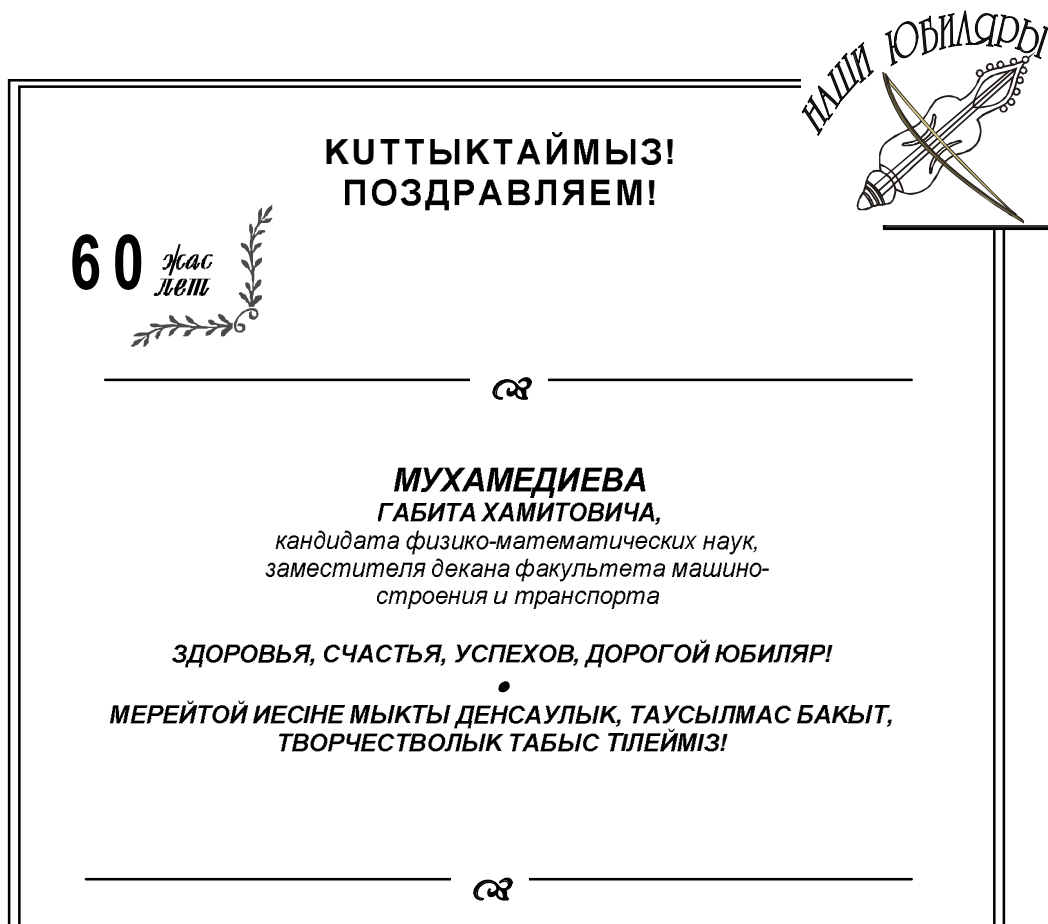 НАШИ ЮБИЛЯРЫ
КUТТЫКТАЙМЫЗ!
ПОЗДРАВЛЯЕМ!
60 жас
лет
МУХАМЕДИЕВА
ГАБИТА ХАМИТОВИЧА,
кандидата физико-математических наук,
заместителя декана факультета машино-
строения и транспорта
ЗДОРОВЬЯ, СЧАСТЬЯ, УСПЕХОВ, ДОРОГОЙ ЮБИЛЯР!
•
МЕРЕЙТОЙ ИЕСІНЕ МЫКТЫ ДЕНСАУЛЫК, ТАУСЫЛМАС БАКЫТ,
ТВОРЧЕСТВОЛЫК ТАБЫС ТІЛЕЙМІЗ!